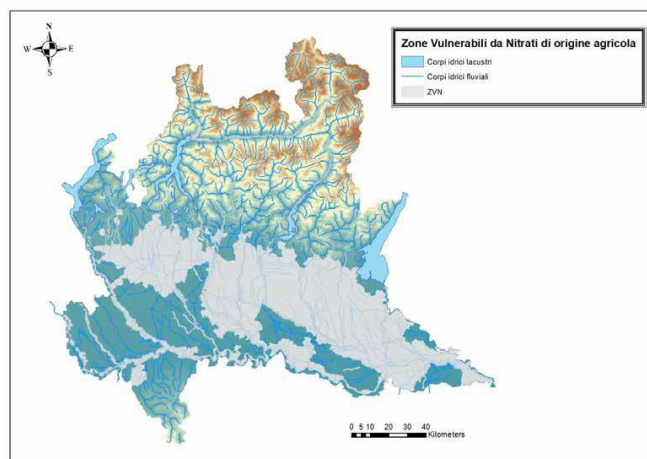 N
W E
S
Zone Vulnerabili da Nitrati di origine agricola
Corpi idrici lacustri
Corpi idrici fluviali
ZVN
0 5 10 20 30 40
Kilometers